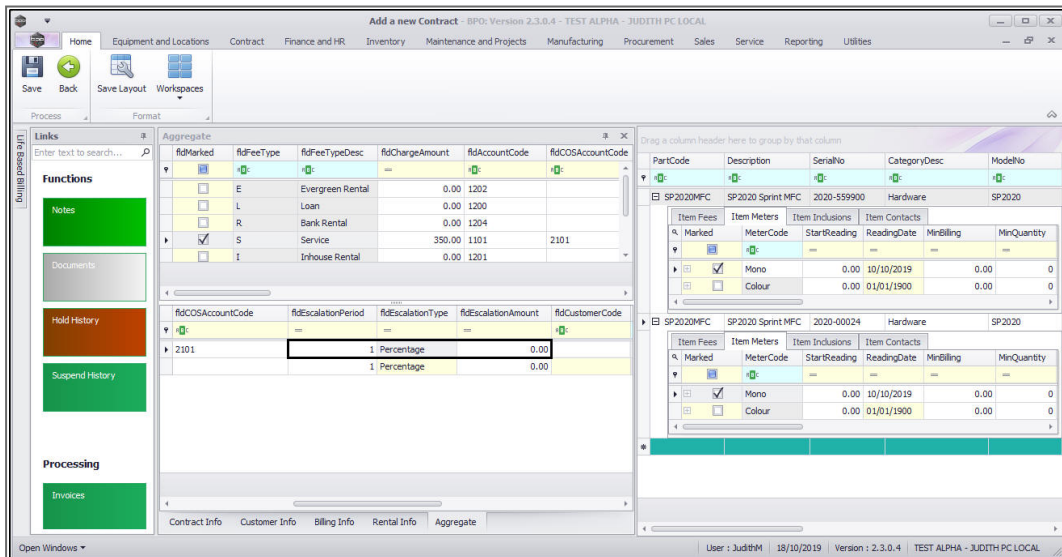 Add a new Contract - BPO: Version 2.3.0.4 - TEST ALPHA - JUDITH PC LOCAL
Home Equipment and Locations Contract Finance and HR Inventory Maintenance and Projects Manufacturing Procurement Sales Service Reporting Utilities
Save Back Save Layout Workspaces
Process Format
Life Based Billing
Links
Enter text to search...
Functions
Notes
Documents
Hold History
Suspend History
Processing
Invoices
Aggregate
fldMarked fldFeeType fldFeeTypeDesc fldChargeAmount fldAccountCode fldCOSAccountCode
E Evergreen Rental 0.00 1202
L Loan 0.00 1200
R Bank Rental 0.00 1204
S Service 350.00 1101 2101
I Inhouse Rental 0.00 1201
fldCOSAccountCode fldEscalationPeriod fldEscalationType fldEscalationAmount fldCustomerCode
2101 1 Percentage 0.00
1 Percentage 0.00
Contract Info Customer Info Billing Info Rental Info Aggregate
Drag a column header here to group by that column
PartCode Description SerialNo CategoryDesc ModelNo
SP2020MFC SP2020 Sprint MFC 2020-559900 Hardware SP2020
Item Fees Item Meters Item Inclusions Item Contacts
Marked MeterCode StartReading ReadingDate MinBilling MinQuantity
Mono 0.00 10/10/2019 0.00 0
Colour 0.00 01/01/1900 0.00 0
SP2020MFC SP2020 Sprint MFC 2020-00024 Hardware SP2020
Item Fees Item Meters Item Inclusions Item Contacts
Marked MeterCode StartReading ReadingDate MinBilling MinQuantity
Mono 0.00 10/10/2019 0.00 0
Colour 0.00 01/01/1900 0.00 0
Open Windows User : JudithM 18/10/2019 Version : 2.3.0.4 TEST ALPHA - JUDITH PC LOCAL